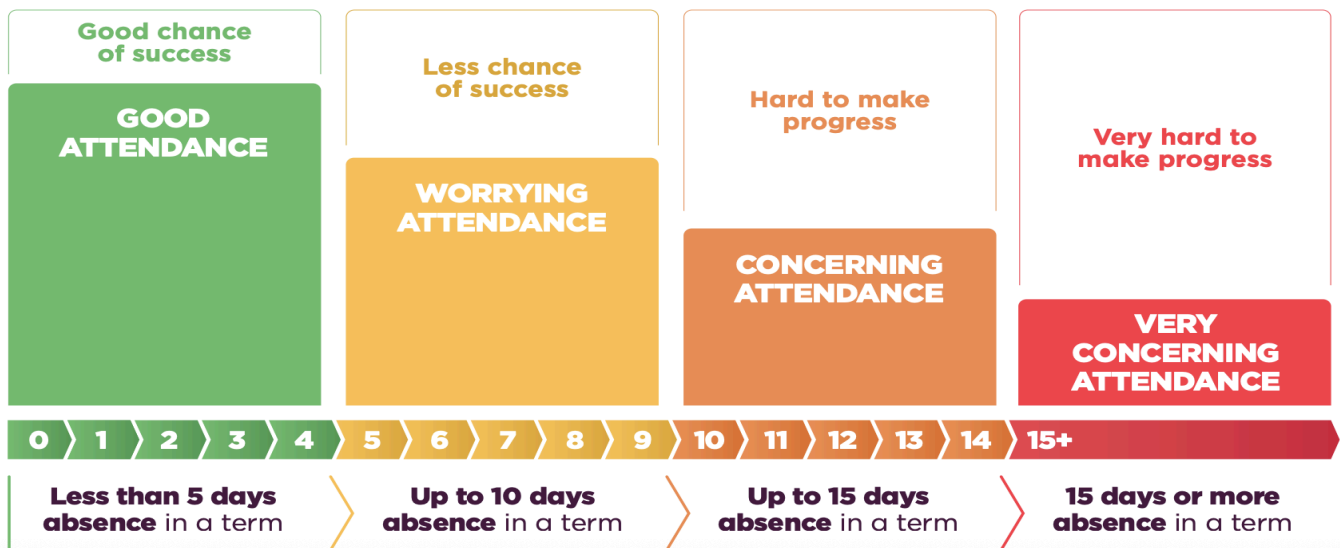 Good chance
of success
GOOD
ATTENDANCE
Less chance
of success
WORRYING
ATTENDANCE
Hard to make
progress
CONCERNING
ATTENDANCE
Very hard to
make progress
VERY
CONCERNING
ATTENDANCE
0 1 2 3 4 5 6 7 8 9 10 11 12 13 14 15+
Less than 5 days
absence in a term
Up to 10 days
absence in a term
Up to 15 days
absence in a term
15 days or more
absence in a term